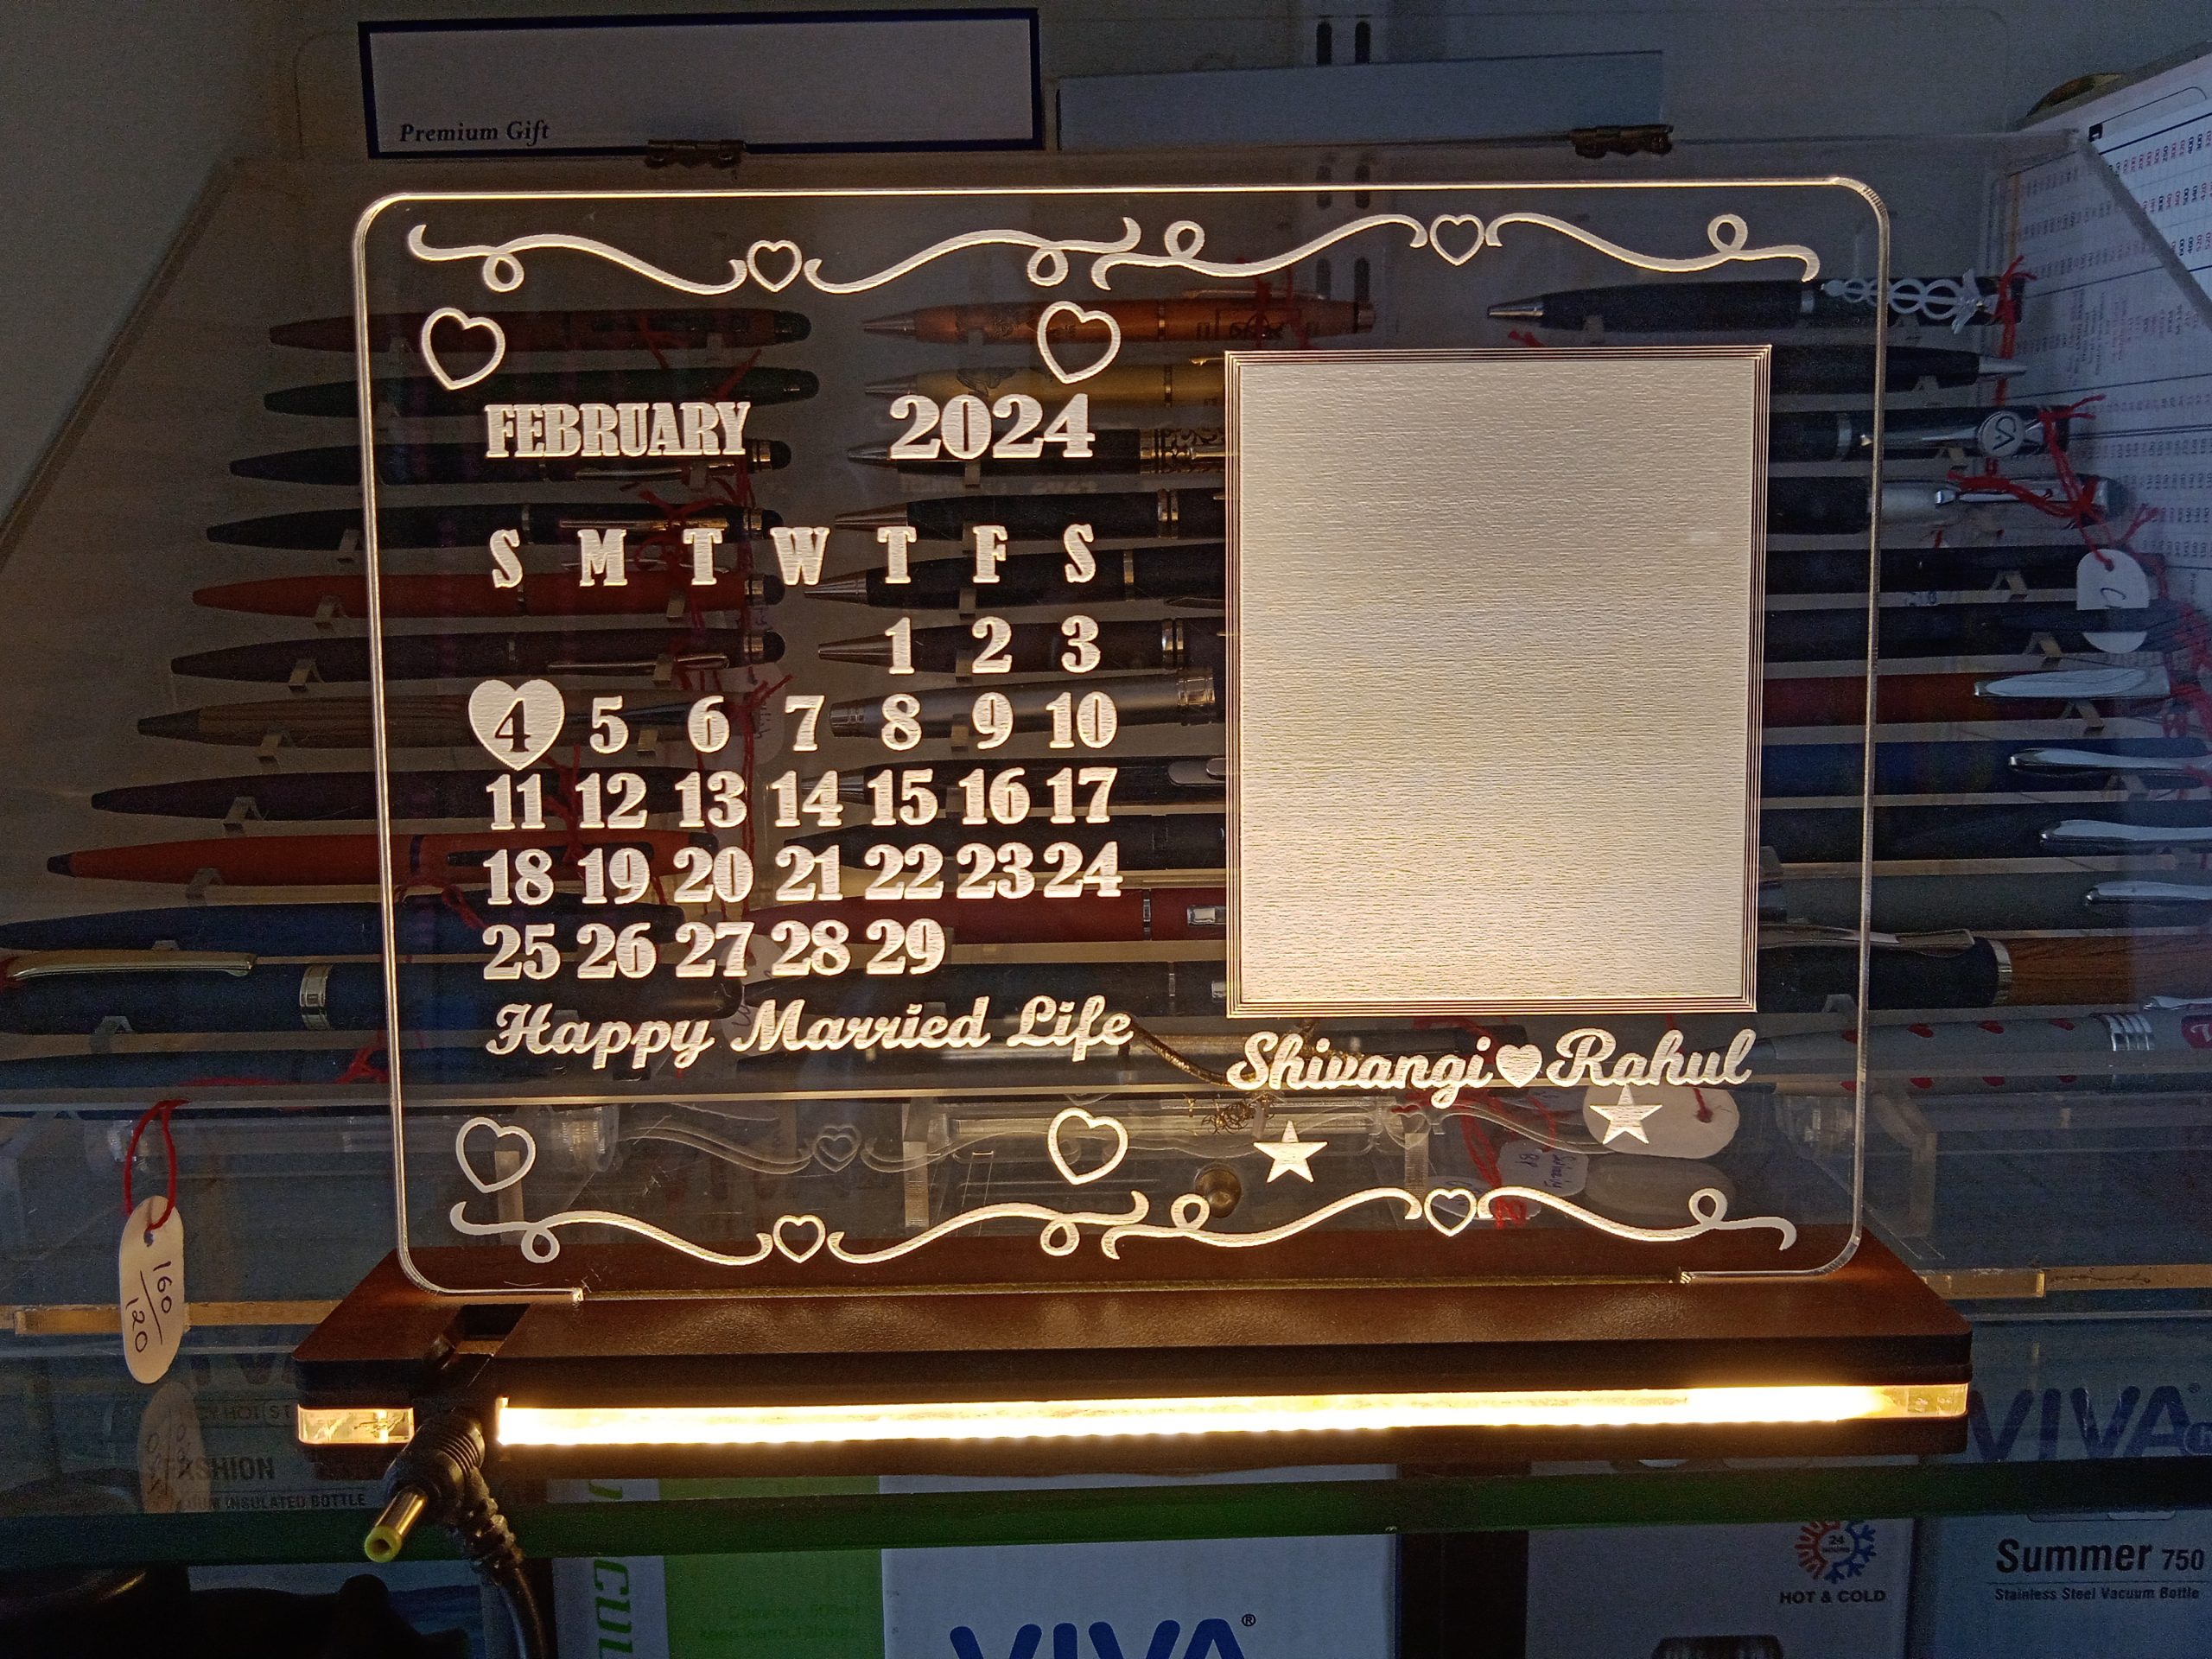 Premium Gift
FEBRUARY 2024
S M T W T F S
1 2 3
4 5 6 7 8 9 10
11 12 13 14 15 16 17
18 19 20 21 22 23 24
25 26 27 28 29
Happy Married Life
Shivangi Rahul
160
120
FASHION
INSULATED BOTTLE
VIVA
24
HOURS
HOT & COLD
Summer 750
Stainless Steel Vacuum Bottle
VIVA®